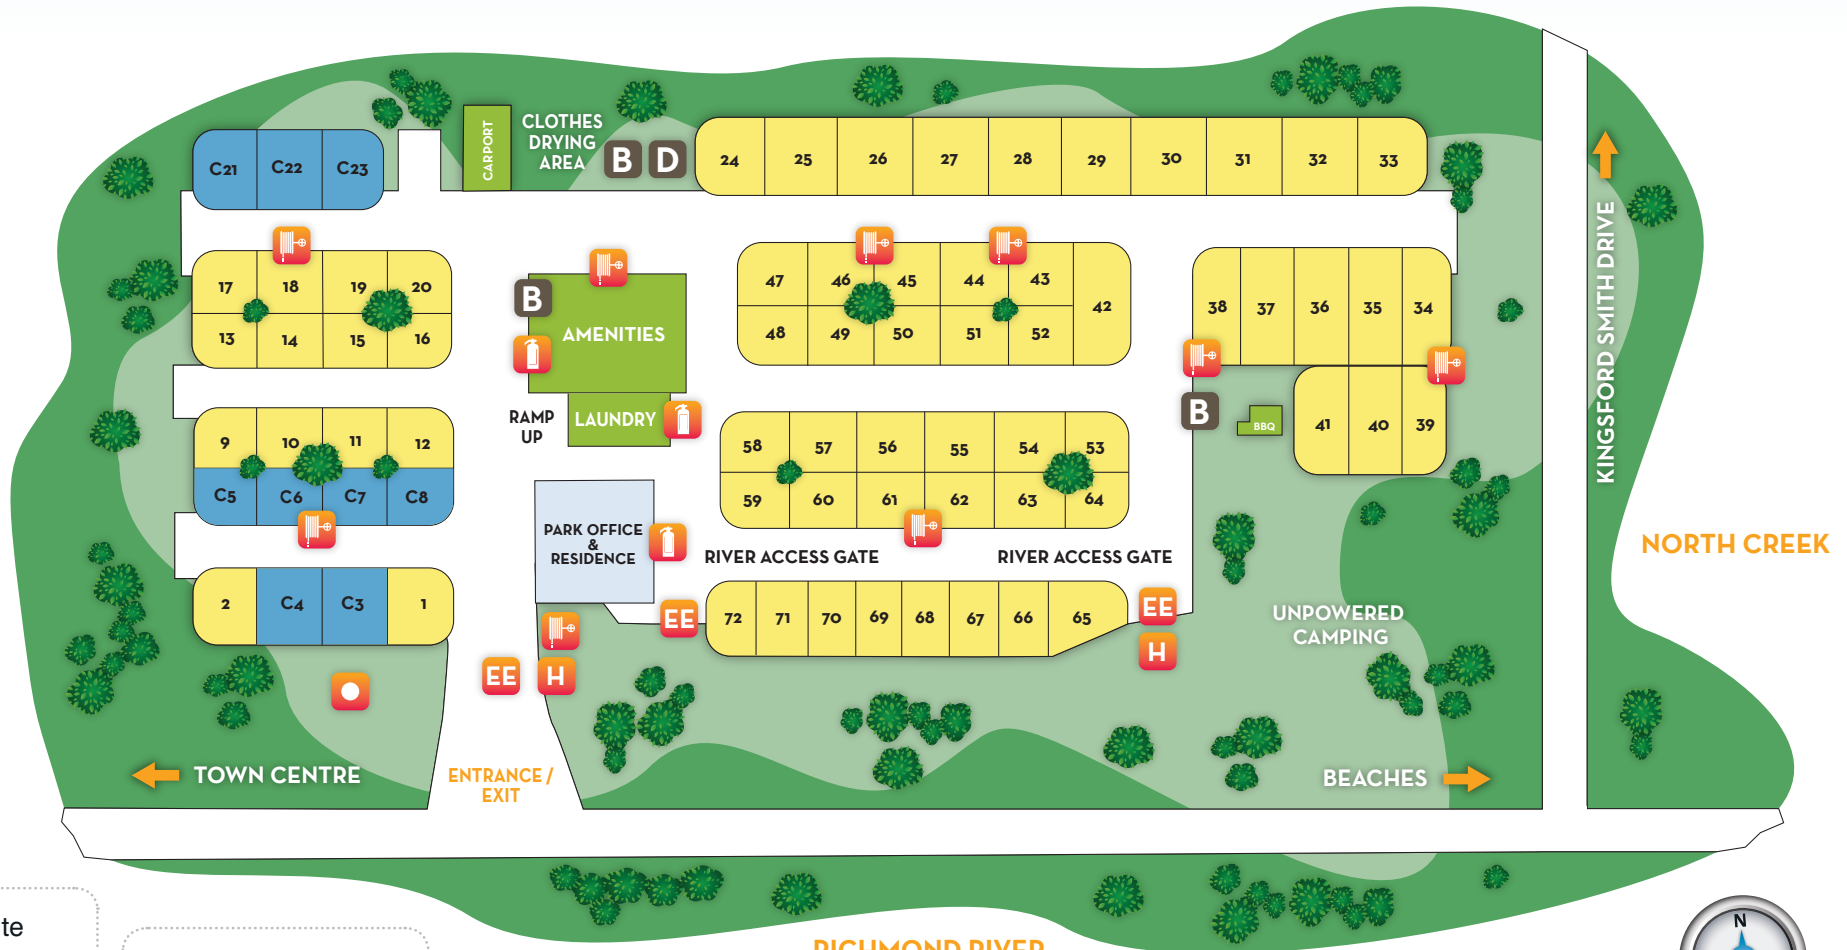 CLOTHES
DRYING
AREA
CARPORT
B
D
24
25
26
27
28
29
30
31
32
33
C21
C22
C23
17
18
19
20
13
14
15
16
B
AMENITIES
RAMP
UP
LAUNDRY
47
46
45
44
43
42
48
49
50
51
52
38
37
36
35
34
B
BBQ
41
40
39
KINGSFORD SMITH DRIVE
9
10
11
12
C5
C6
C7
C8
58
57
56
55
54
53
59
60
61
62
63
64
PARK OFFICE
&
RESIDENCE
RIVER ACCESS GATE
RIVER ACCESS GATE
NORTH CREEK
2
C4
C3
1
EE
72
71
70
69
68
67
66
65
EE
H
UNPOWERED
CAMPING
EE
H
TOWN CENTRE
ENTRANCE /
EXIT
BEACHES
te
RICHMOND RIVER
N